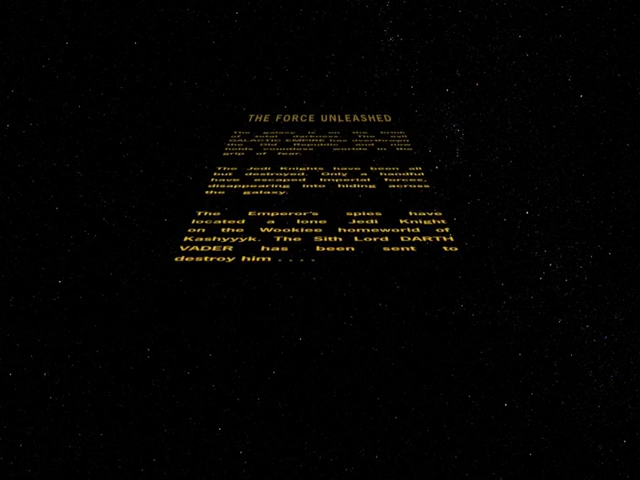 THE FORCE UNLEASHED
The galaxy is on the brink
of total darkness. The evil
GALACTIC EMPIRE has overthrown
the Old Republic and now
holds countless worlds in the
grip of fear.
The Jedi Knights have been all
but destroyed. Only a handful
have escaped Imperial forces,
disappearing into hiding across
the galaxy.
The Emperor's spies have
located a lone Jedi Knight
on the Wookiee homeworld of
Kashyyyk. The Sith Lord DARTH
VADER has been sent to
destroy him . . . .